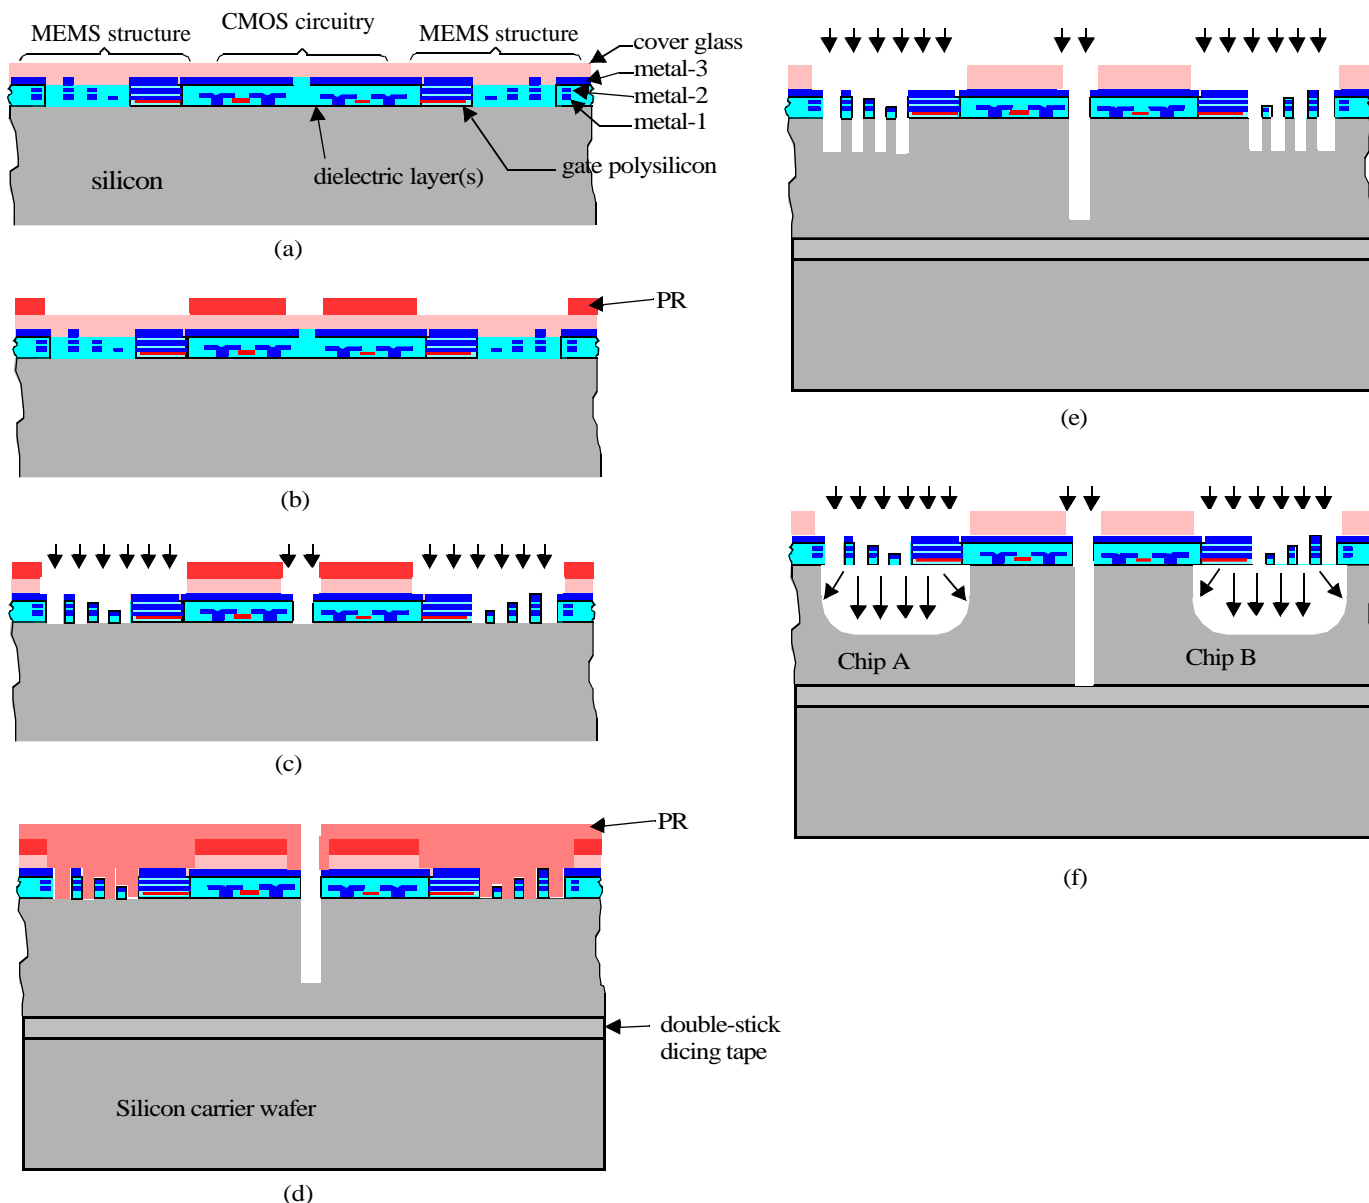 MEMS structure
CMOS circuitry
MEMS structure
cover glass
metal-3
metal-2
metal-1
gate polysilicon
dielectric layer(s)
silicon
(a)
PR
(b)
(c)
PR
double-stick
dicing tape
Silicon carrier wafer
(d)
(e)
Chip A
Chip B
(f)